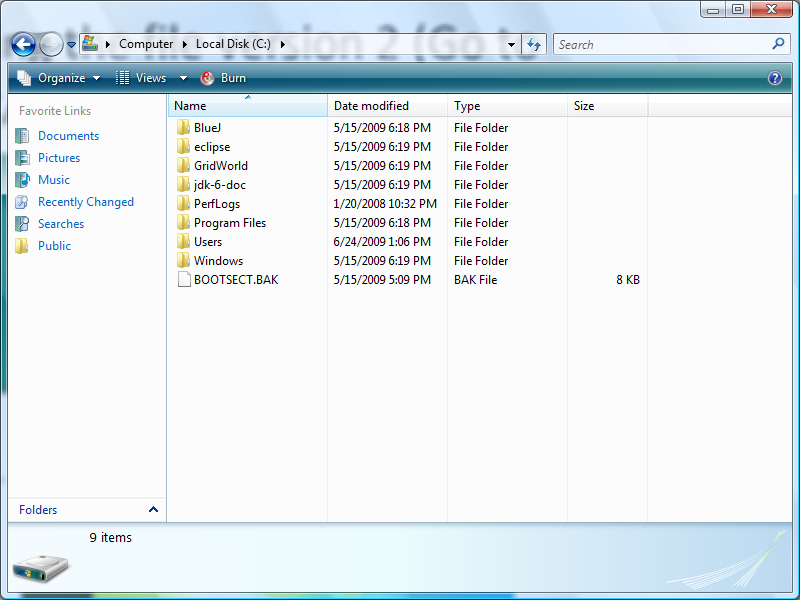 the file version 2 (Go to
Computer Local Disk (C:)
Search
Organize Views Burn
Favorite Links
Documents
Pictures
Music
Recently Changed
Searches
Public
Folders
Name Date modified Type Size
BlueJ 5/15/2009 6:18 PM File Folder
eclipse 5/15/2009 6:19 PM File Folder
GridWorld 5/15/2009 6:19 PM File Folder
jdk-6-doc 5/15/2009 6:19 PM File Folder
PerfLogs 1/20/2008 10:32 PM File Folder
Program Files 5/15/2009 6:18 PM File Folder
Users 6/24/2009 1:06 PM File Folder
Windows 5/15/2009 6:19 PM File Folder
BOOTSECT.BAK 5/15/2009 5:09 PM BAK File 8 KB
9 items